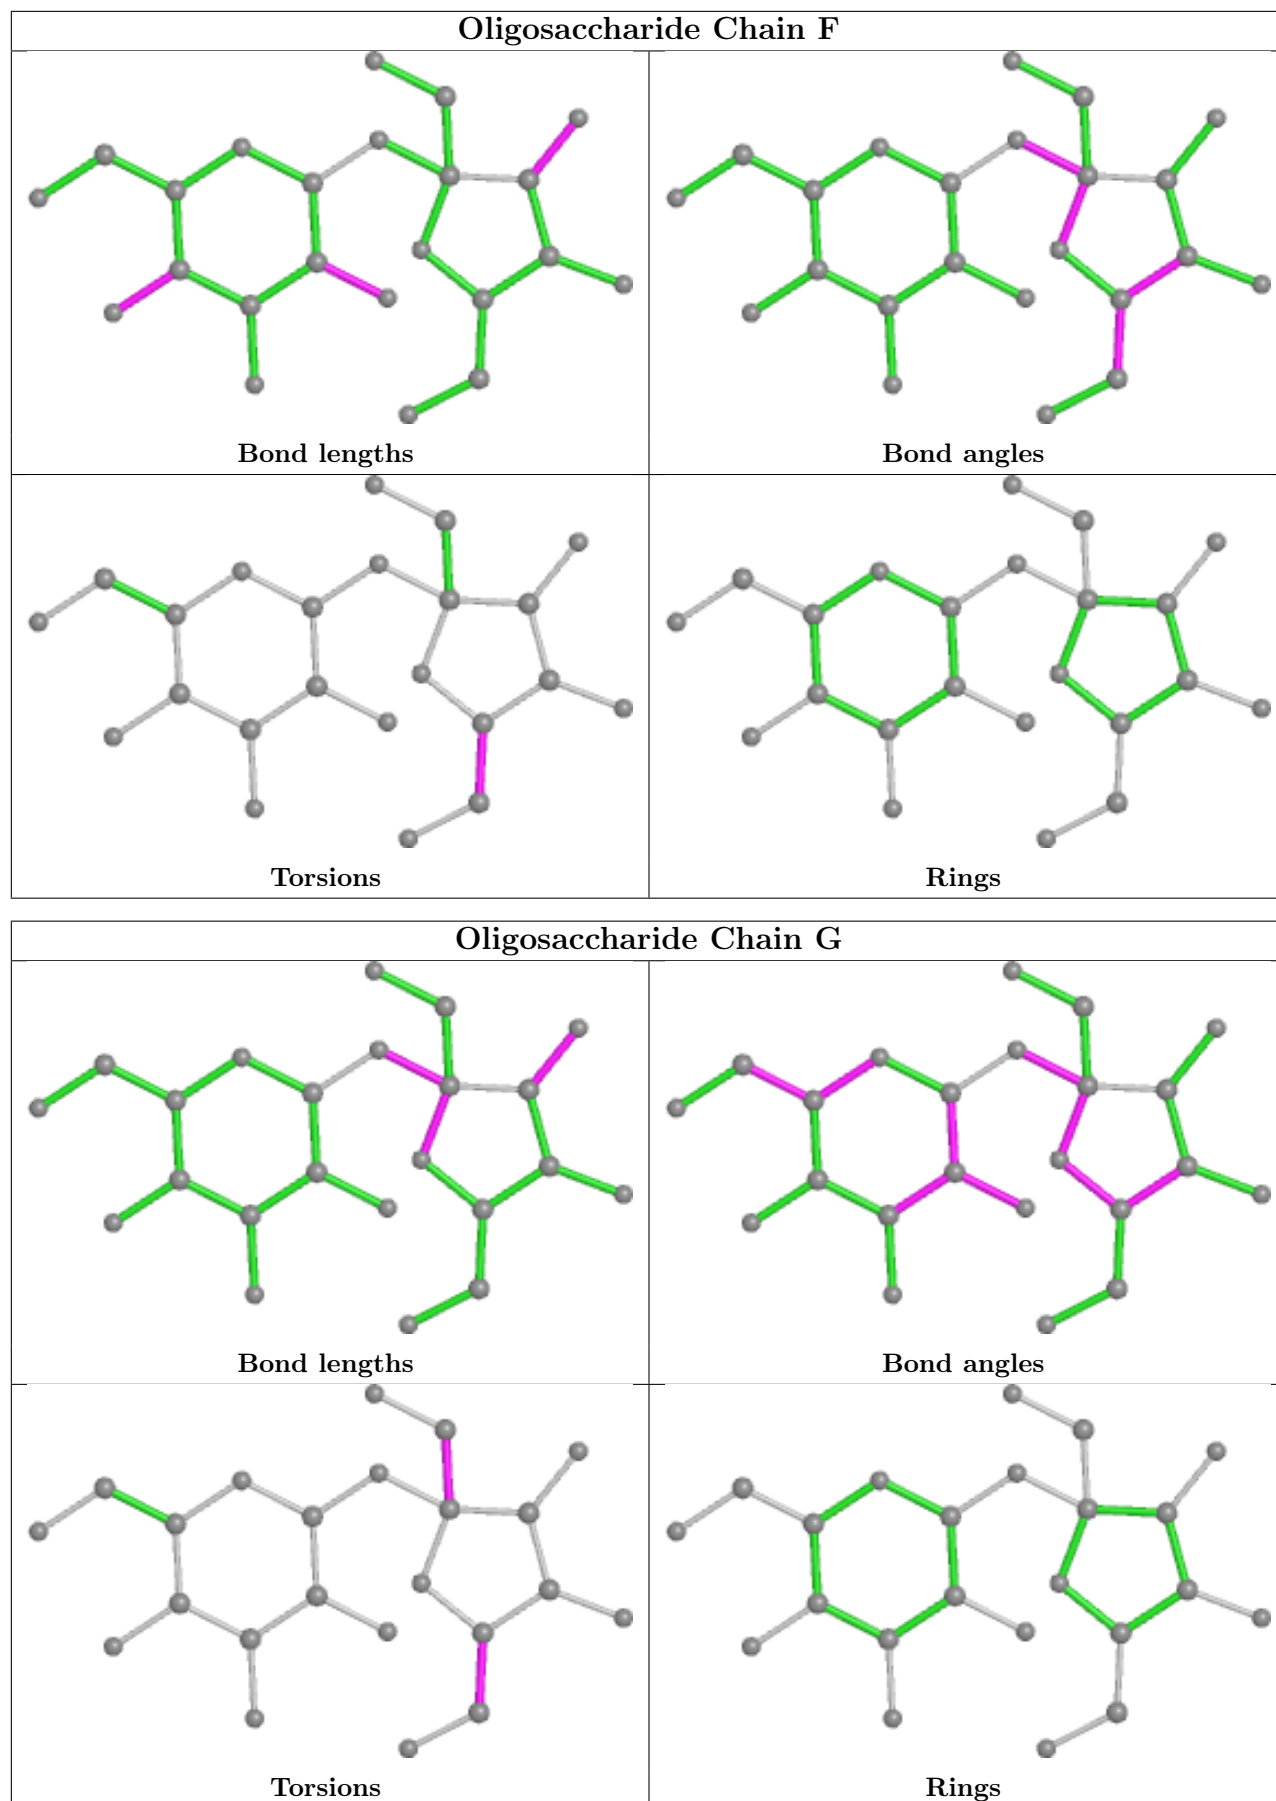 Oligosaccharide Chain F
Bond lengths
Bond angles
Torsions
Rings
Oligosaccharide Chain G
Bond lengths
Bond angles
Torsions
Rings